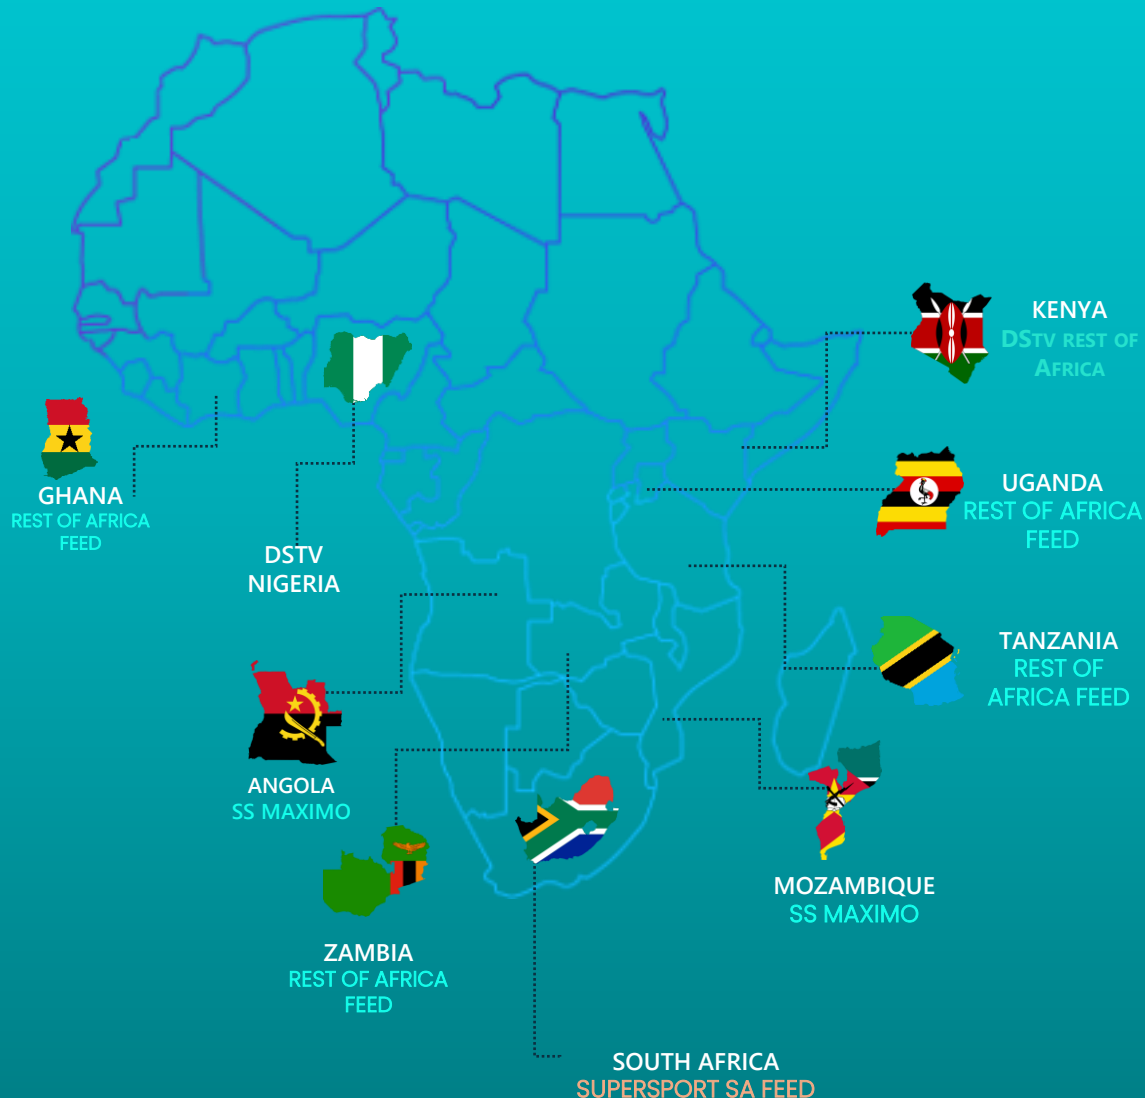 KENYA
DSTV REST OF
AFRICA
UGANDA
REST OF AFRICA
FEED
GHANA
REST OF AFRICA
FEED
DSTV
NIGERIA
TANZANIA
REST OF
AFRICA FEED
ANGOLA
SS MAXIMO
MOZAMBIQUE
SS MAXIMO
ZAMBIA
REST OF AFRICA
FEED
SOUTH AFRICA
SUPERSPORT SA FEED